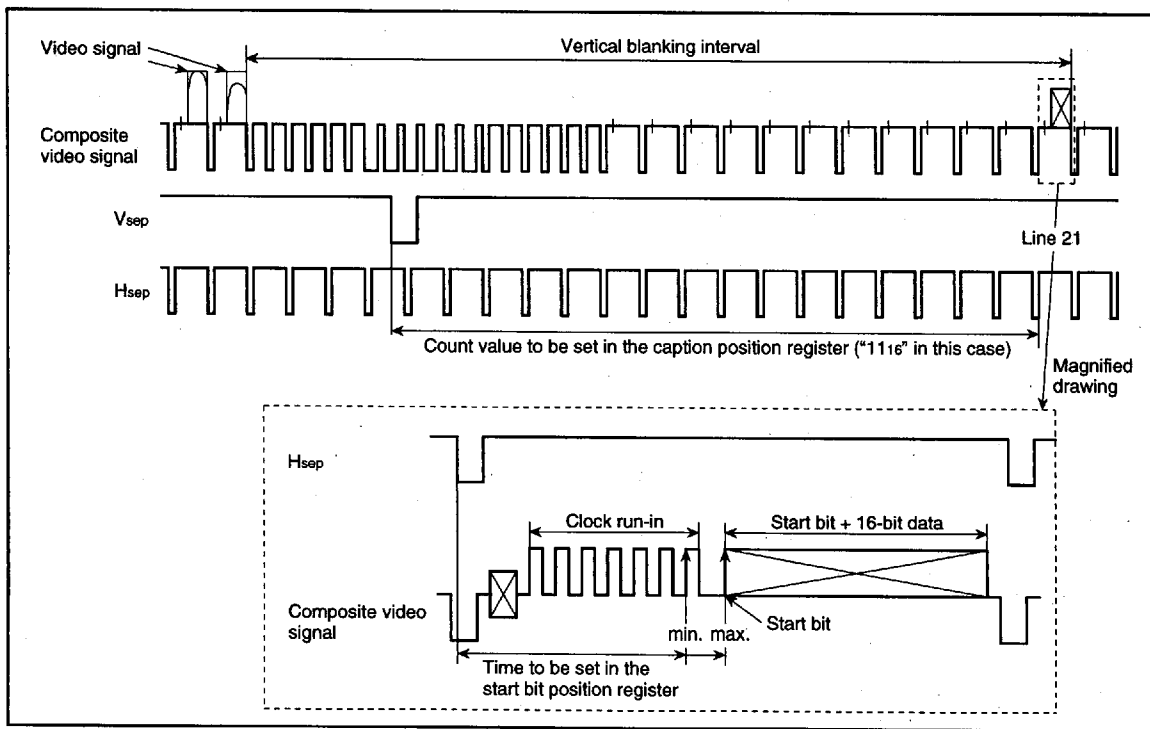 Video signal
Vertical blanking interval
Composite
video signal
Vsep
Line 21
Hsep
Count value to be set in the caption position register (“1116” in this case)
Magnified
drawing
Hsep
Clock run-in
Start bit + 16-bit data
Composite video
signal
min. max.
Start bit
Time to be set in the
start bit position register